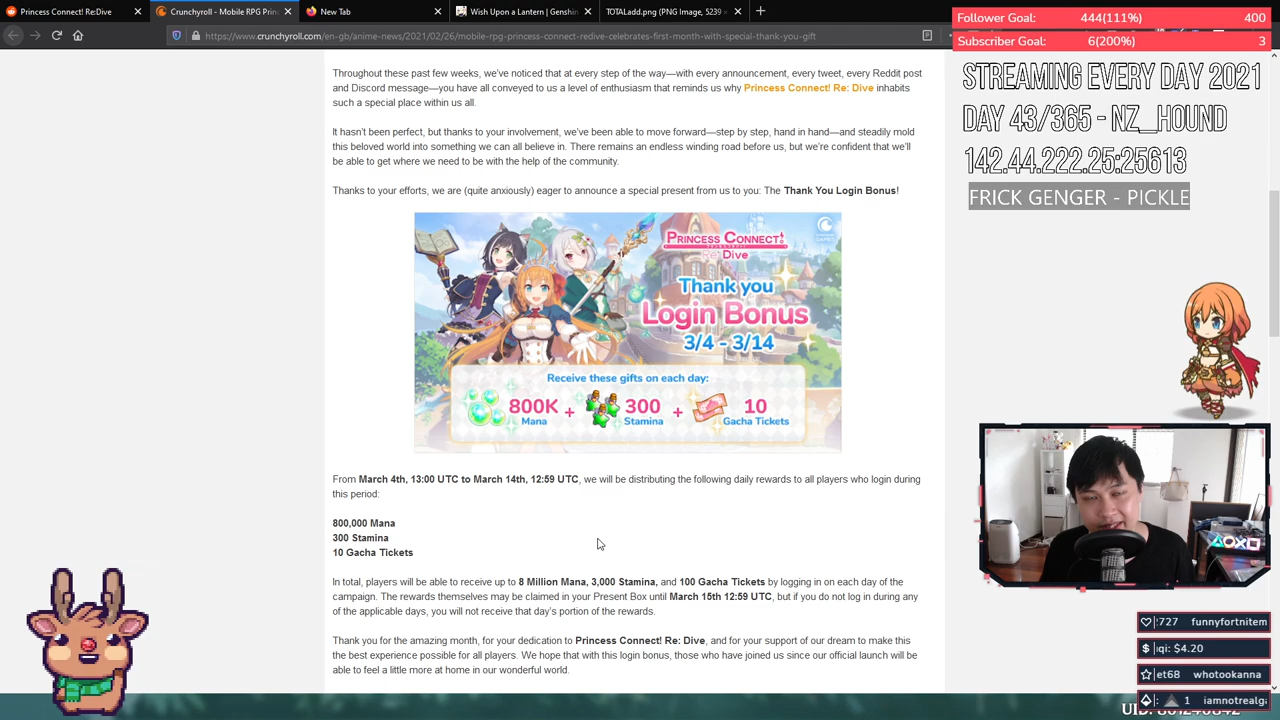 Princess Connect! Re:Dive
Crunchyroll - Mobile RPG Prin
New Tab
Wish Upon a Lantern | Genshin
TOTALadd.png (PNG Image, 5239 ×
https://www.crunchyroll.com/en-gb/anime-news/2021/02/26/mobile-rpg-princess-connect-redive-celebrates-first-month-with-special-thank-you-gift
Throughout these past few weeks, we've noticed that at every step of the way—with every announcement, every tweet, every Reddit post
and Discord message—you have all conveyed to us a level of enthusiasm that reminds us why Princess Connect! Re: Dive inhabits
such a special place within us all.
It hasn't been perfect, but thanks to your involvement, we've been able to move forward—step by step, hand in hand—and steadily mold
this beloved world into something we can all believe in. There remains an endless winding road before us, but we're confident that we'll
be able to get where we need to be with the help of the community.
Thanks to your efforts, we are (quite anxiously) eager to announce a special present from us to you: The Thank You Login Bonus!
PRINCESS CONNECT!
Re:Dive
Thank you
Login Bonus
3/4 - 3/14
Receive these gifts on each day:
800K Mana + 300 Stamina + 10 Gacha Tickets
From March 4th, 13:00 UTC to March 14th, 12:59 UTC, we will be distributing the following daily rewards to all players who login during
this period:
800,000 Mana
300 Stamina
10 Gacha Tickets
In total, players will be able to receive up to 8 Million Mana, 3,000 Stamina, and 100 Gacha Tickets by logging in on each day of the
campaign. The rewards themselves may be claimed in your Present Box until March 15th 12:59 UTC, but if you do not log in during any
of the applicable days, you will not receive that day's portion of the rewards.
Thank you for the amazing month, for your dedication to Princess Connect! Re: Dive, and for your support of our dream to make this
the best experience possible for all players. We hope that with this login bonus, those who have joined us since our official launch will be
able to feel a little more at home in our wonderful world.
Follower Goal: 444(111%) 400
Subscriber Goal: 6(200%) 3
STREAMING EVERY DAY 2021
DAY 43/365 - NZ_HOUND
142.44.222.25:25613
FRICK GENGER - PICKLE
:727 funnyfortnitem
iqi: $4.20
et68 whotookanna
: 1 iamnotrealga
UID: